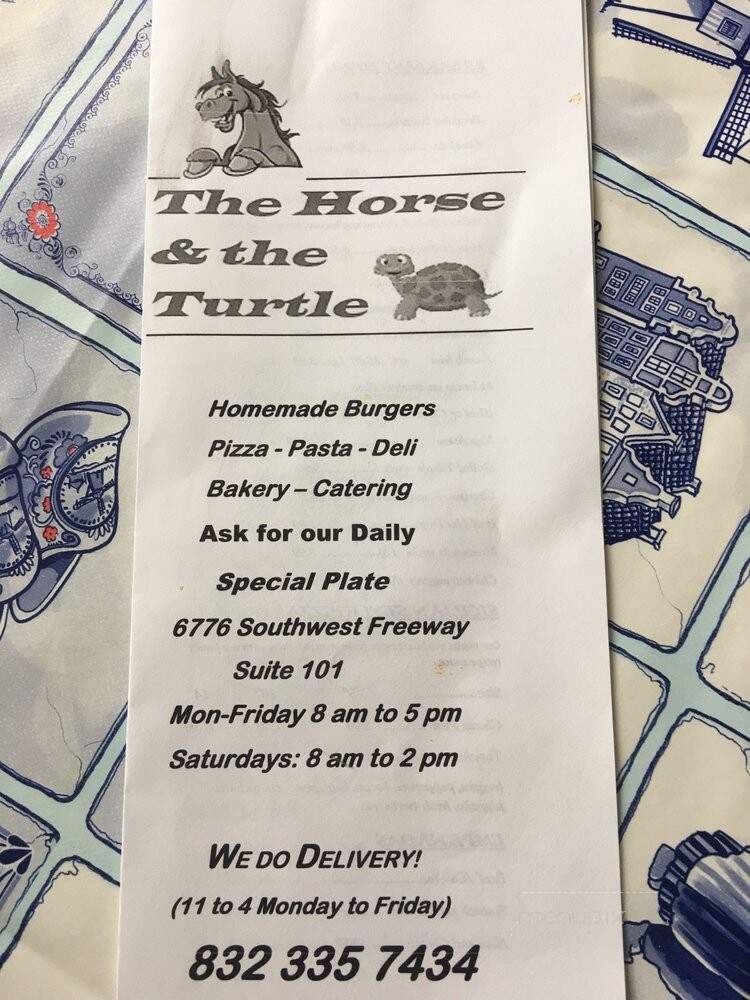 The Horse
& the
Turtle
Homemade Burgers
Pizza - Pasta - Deli
Bakery – Catering
Ask for our Daily
Special Plate
6776 Southwest Freeway
Suite 101
Mon-Friday 8 am to 5 pm
Saturdays: 8 am to 2 pm
WE DO DELIVERY!
(11 to 4 Monday to Friday)
832 335 7434